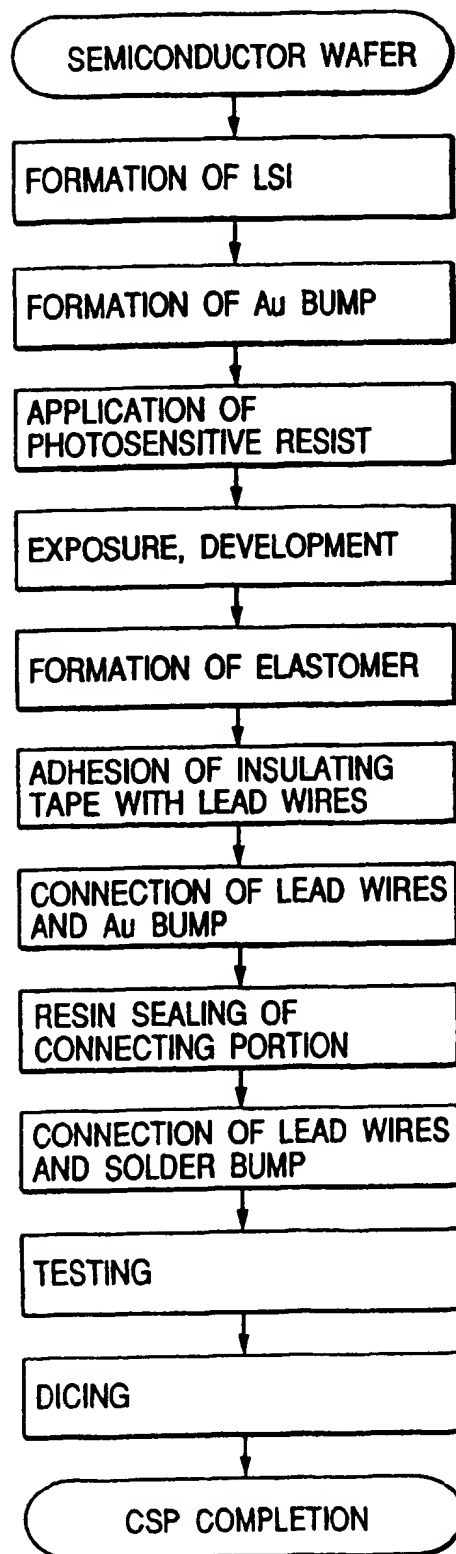 SEMICONDUCTOR WAFER
FORMATION OF LSI
FORMATION OF Au BUMP
APPLICATION OF
PHOTOSENSITIVE RESIST
EXPOSURE, DEVELOPMENT
FORMATION OF ELASTOMER
ADHESION OF INSULATING
TAPE WITH LEAD WIRES
CONNECTION OF LEAD WIRES
AND Au BUMP
RESIN SEALING OF
CONNECTING PORTION
CONNECTION OF LEAD WIRES
AND SOLDER BUMP
TESTING
DICING
CSP COMPLETION